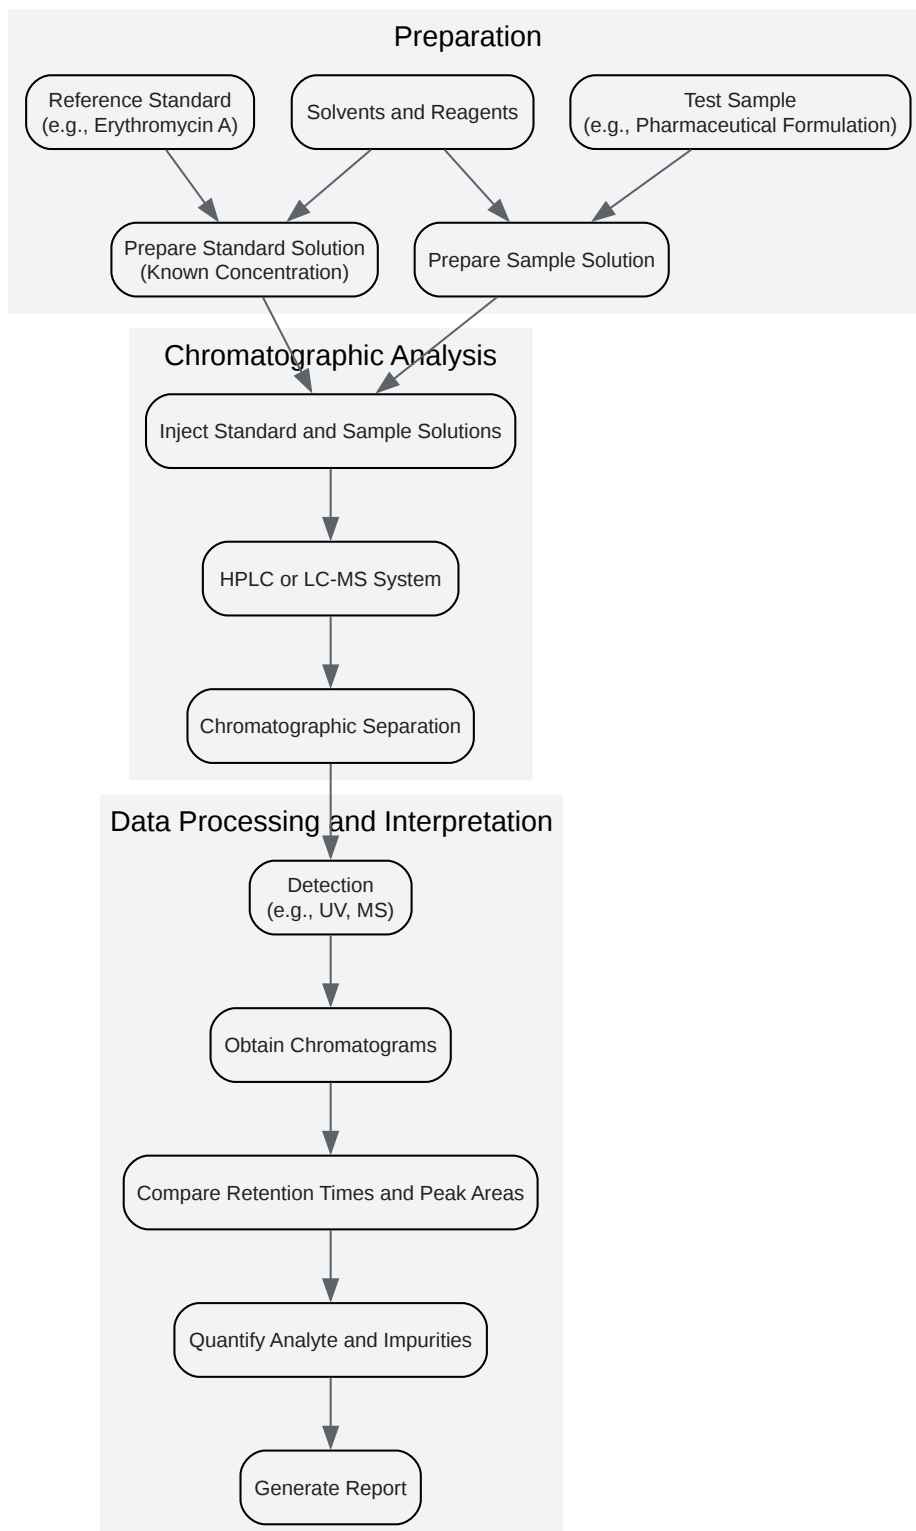 Preparation
Reference Standard
(e.g., Erythromycin A)
Solvents and Reagents
Test Sample
(e.g., Pharmaceutical Formulation)
Prepare Standard Solution
(Known Concentration)
Prepare Sample Solution
Chromatographic Analysis
Inject Standard and Sample Solutions
HPLC or LC-MS System
Chromatographic Separation
Data Processing and Interpretation
Detection
(e.g., UV, MS)
Obtain Chromatograms
Compare Retention Times and Peak Areas
Quantify Analyte and Impurities
Generate Report